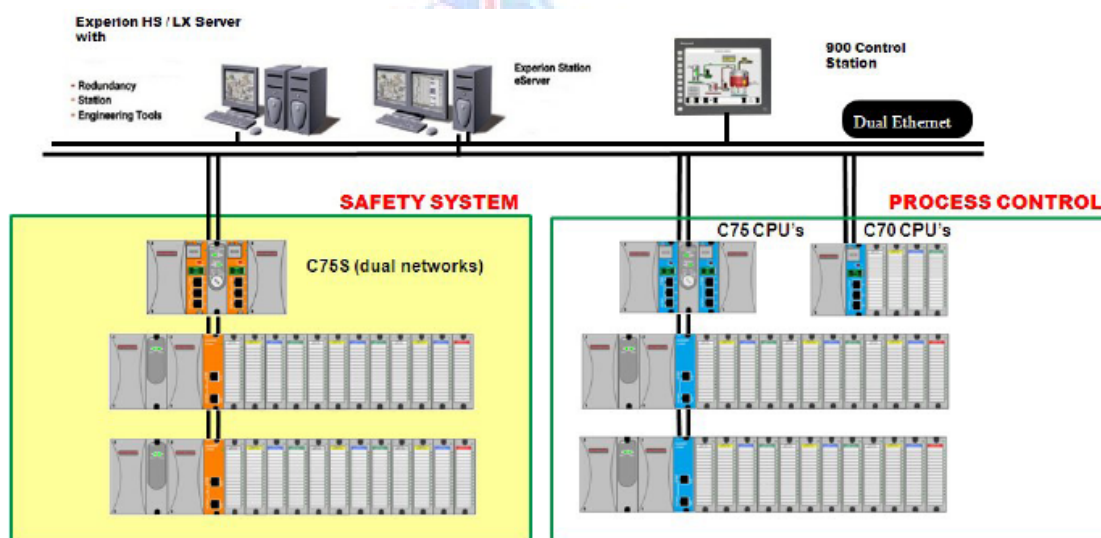 Experion HS / LX Server
with
• Redundancy
• Station
• Engineering Tools
Experion Station
eServer
900 Control
Station
Dual Ethernet
SAFETY SYSTEM
PROCESS CONTROL
C75S (dual networks)
C75 CPU's
C70 CPU's